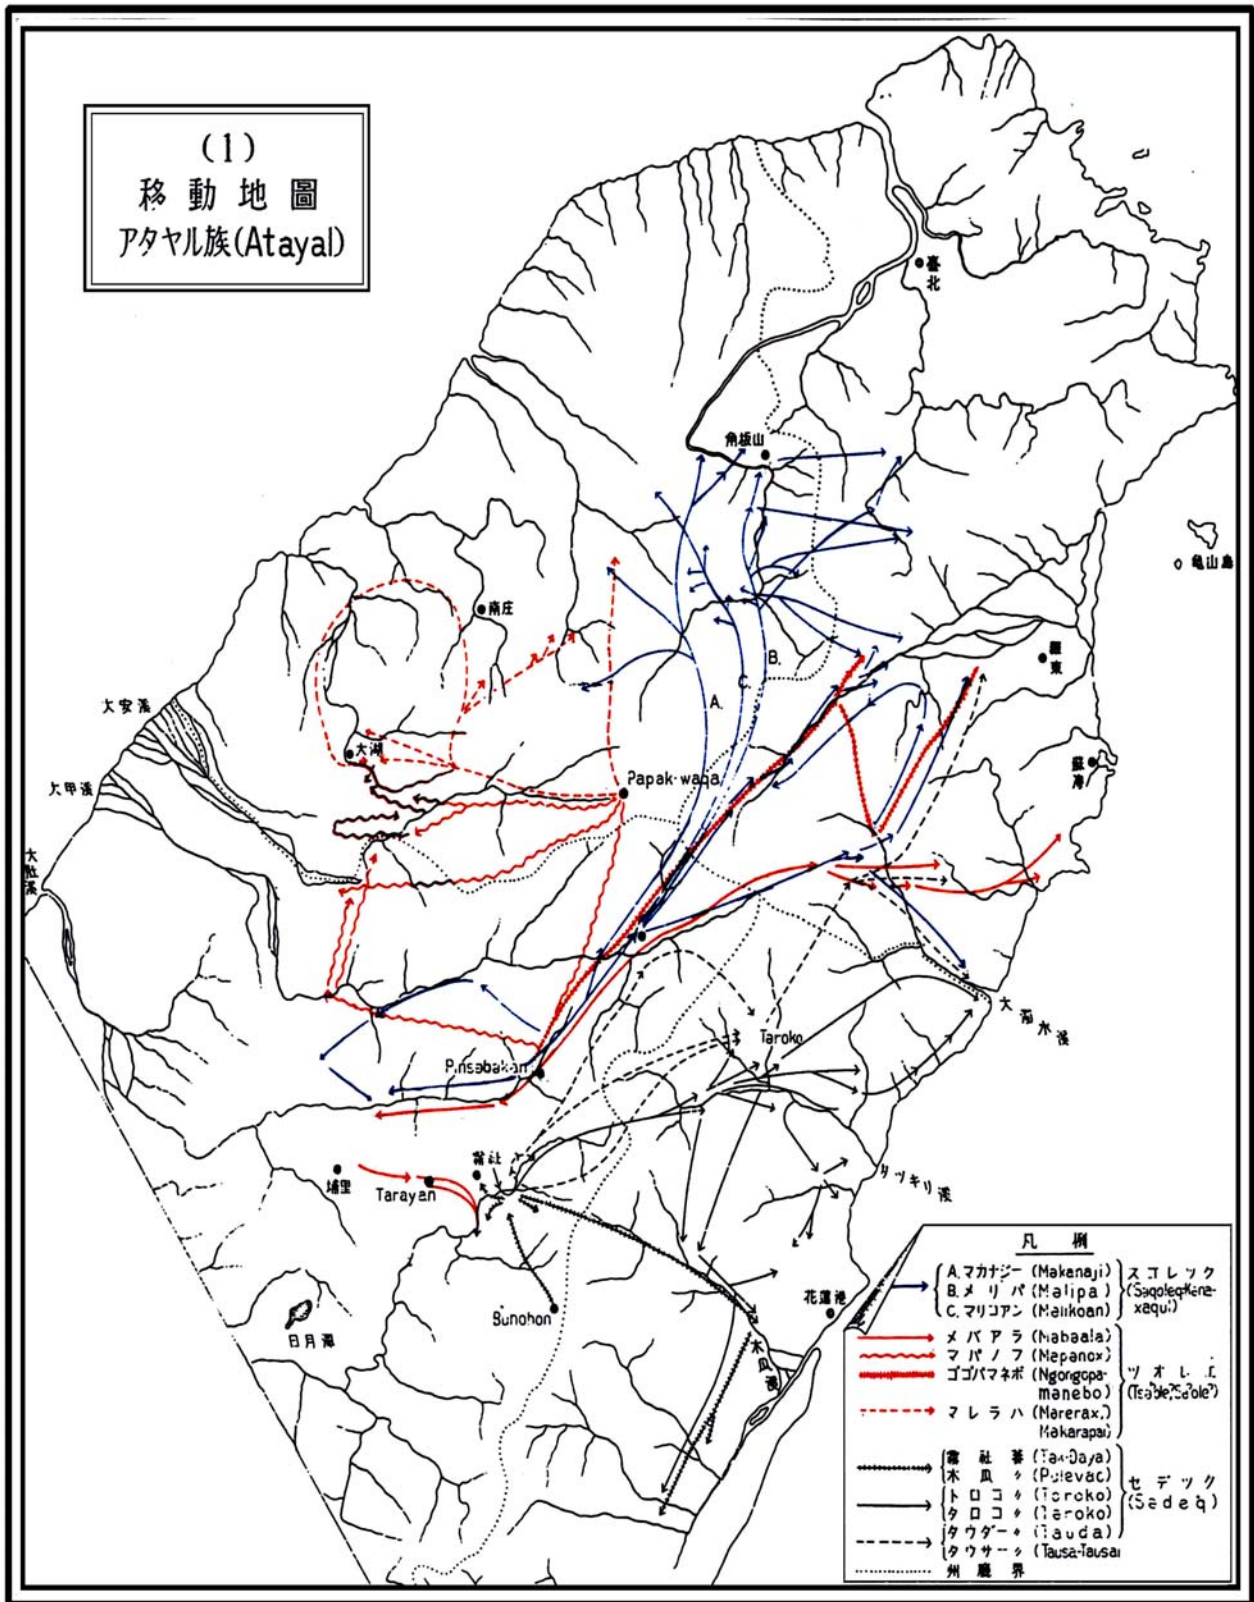 (1)
移動地圖
アタヤル族(Atayal)
臺北
角板山
亀山島
南庄
羅東
B.
C.
A.
大安溪
大湖
蘇澳
大甲溪
Papak-waqa
大肚溪
大濁水溪
Taroko
Pinsabakan
霧社
埔里
Tarayan
タツキリ溪
Bunohon
花蓮港
日月潭
木瓜溪
凡例
A.マカナジー (Makanaji)
B.メリパ (Malipa)
C.マリコアン (Malikoan)
スコレック
メバアラ (Mabaala)
マパノフ (Mapanox)
ゴゴパマネボ (Ngongopa-
manebo)
マレラハ (Marerax,
Makarapai)
霧社蕃 (Tak-Daya)
木瓜〃 (Pulevac)
トロコ〃 (Toroko)
タロコ〃 (Taroko)
タウダー〃 (Tauda)
タウサー〃 (Tausa-Tausai
セデック
(Sedeq)
州廳界